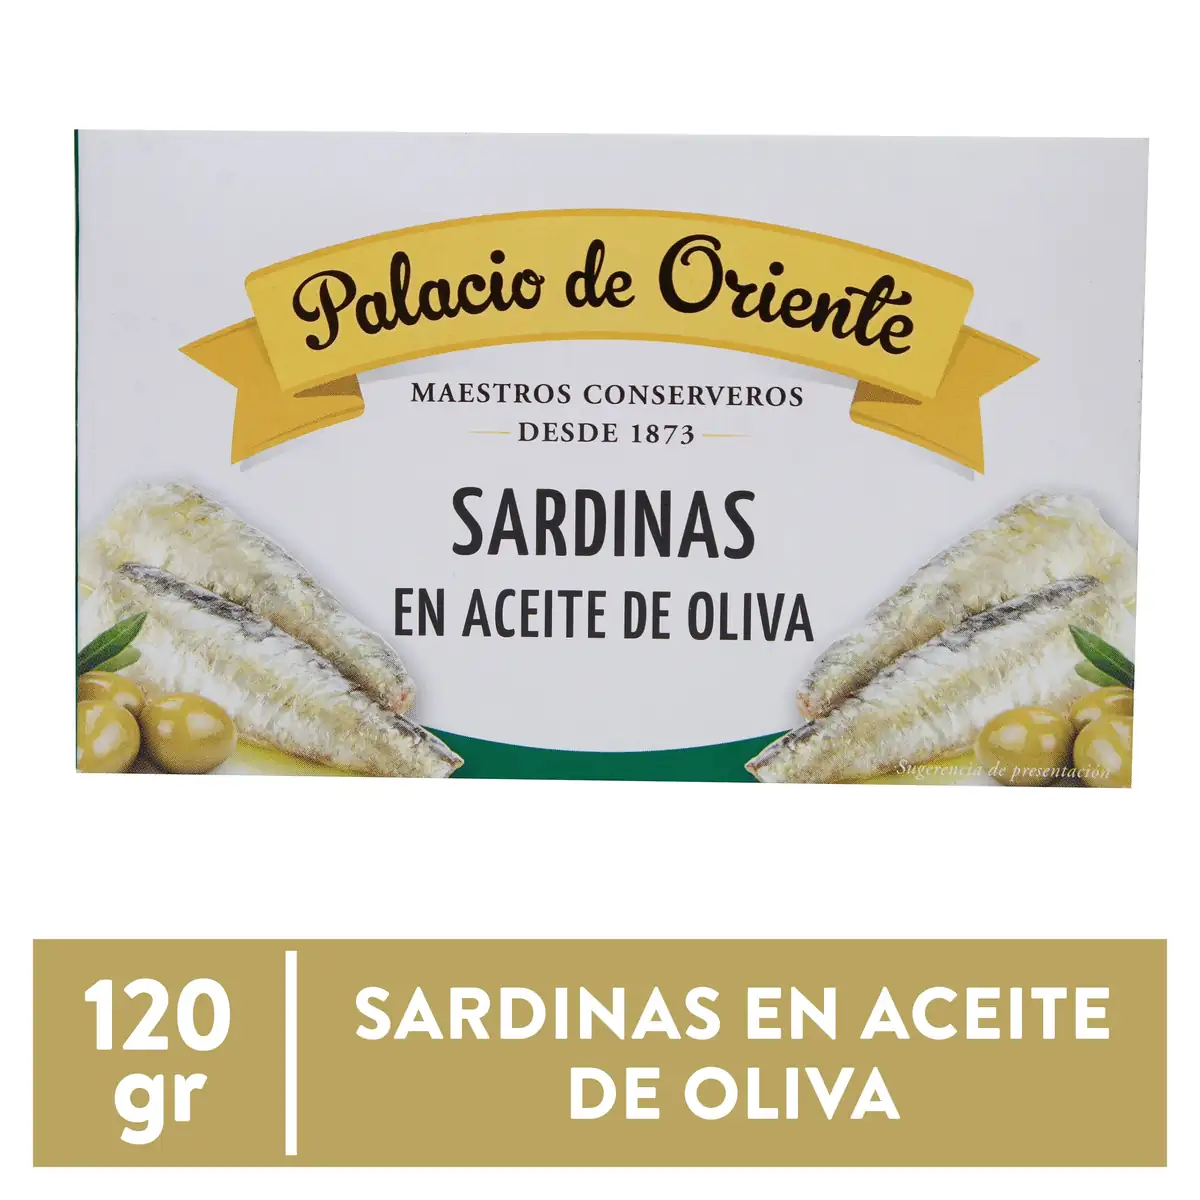 Palacio de Oriente
MAESTROS CONSERVEROS
DESDE 1873
SARDINAS
EN ACEITE DE OLIVA
Sugerencia de presentación
120
gr
SARDINAS EN ACEITE
DE OLIVA